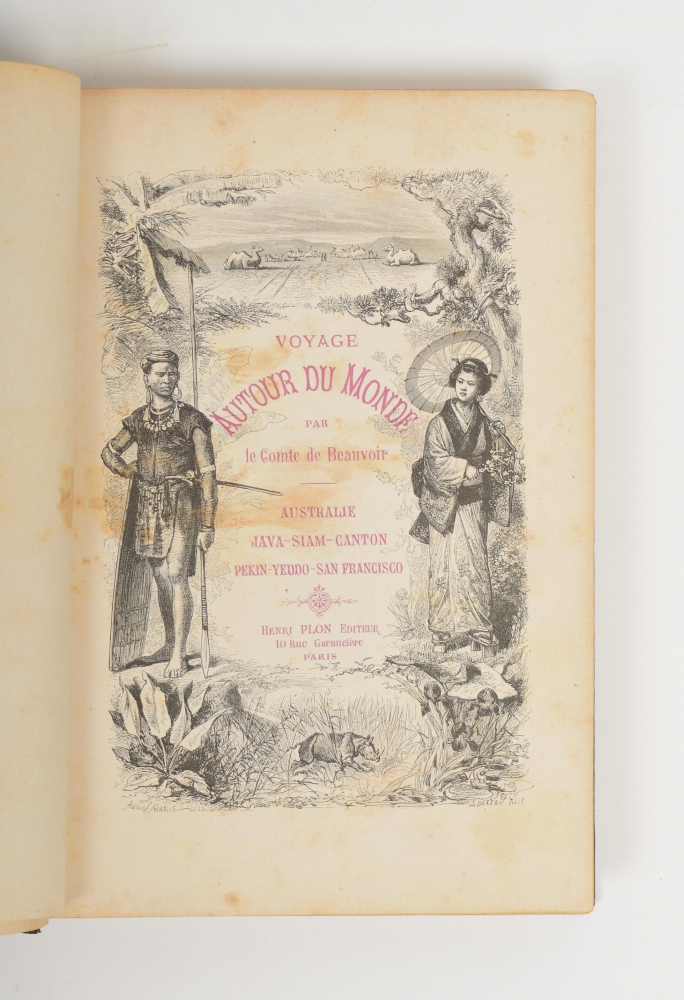 VOYAGE
AUTOUR DU MONDE
PAR
le Comte de Beauvoir
AUSTRALIE
JAVA-SIAM-CANTON
PEKIN-YEDDO-SAN FRANCISCO
HENRI PLON EDITEUR
10 Rue Garancière
PARIS
MARIE